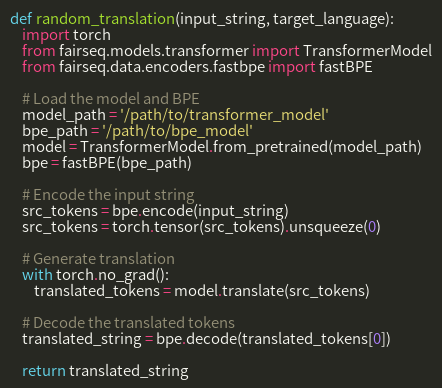 def random_translation(input_string, target_language):
import torch
from fairseq.models.transformer import TransformerModel
from fairseq.data.encoders.fastbpe import fastBPE
# Load the model and BPE
model_path = '/path/to/transformer_model'
bpe_path = '/path/to/bpe_model'
model = TransformerModel.from_pretrained(model_path)
bpe = fastBPE(bpe_path)
# Encode the input string
src_tokens = bpe.encode(input_string)
src_tokens = torch.tensor(src_tokens).unsqueeze(0)
# Generate translation
with torch.no_grad():
translated_tokens = model.translate(src_tokens)
# Decode the translated tokens
translated_string = bpe.decode(translated_tokens[0])
return translated_string